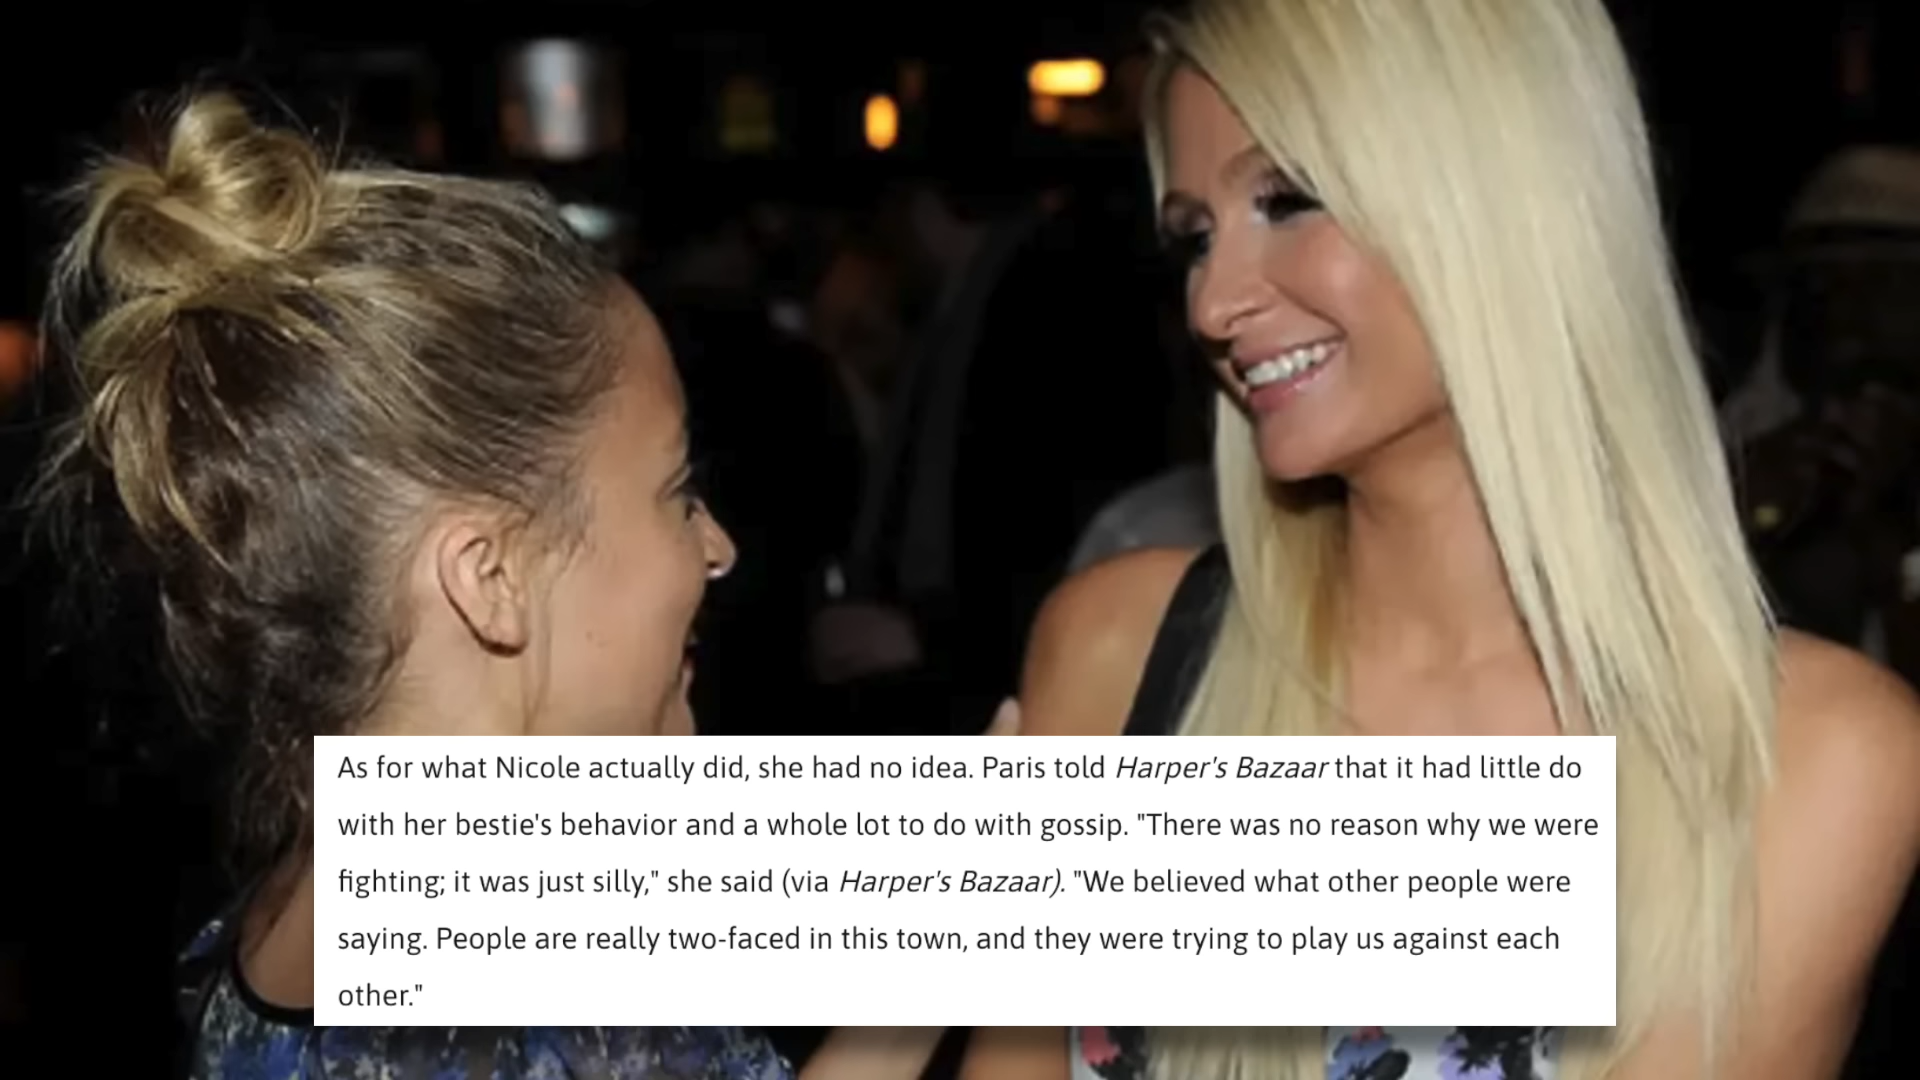 As for what Nicole actually did, she had no idea. Paris told Harper's Bazaar that it had little do
with her bestie's behavior and a whole lot to do with gossip. "There was no reason why we were
fighting; it was just silly," she said (via Harper's Bazaar). "We believed what other people were
saying. People are really two-faced in this town, and they were trying to play us against each
other."